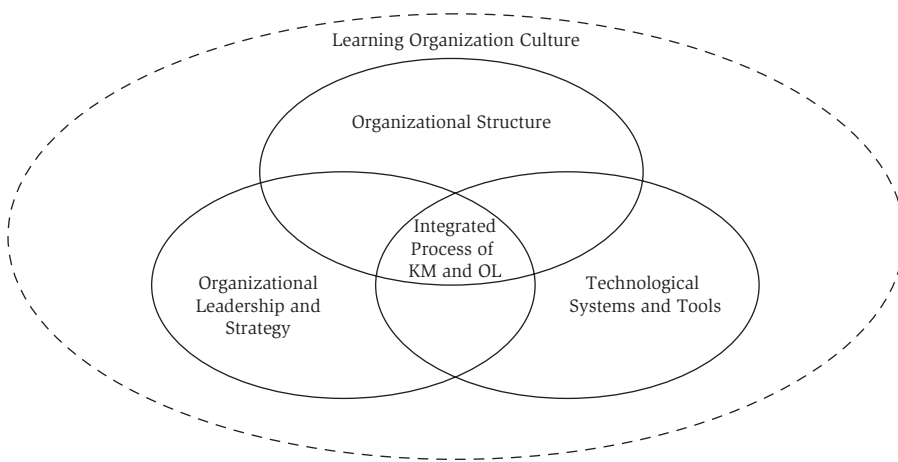 Learning Organization Culture
Organizational Structure
Integrated
Process of
KM and OL
Organizational
Leadership and
Strategy
Technological
Systems and Tools